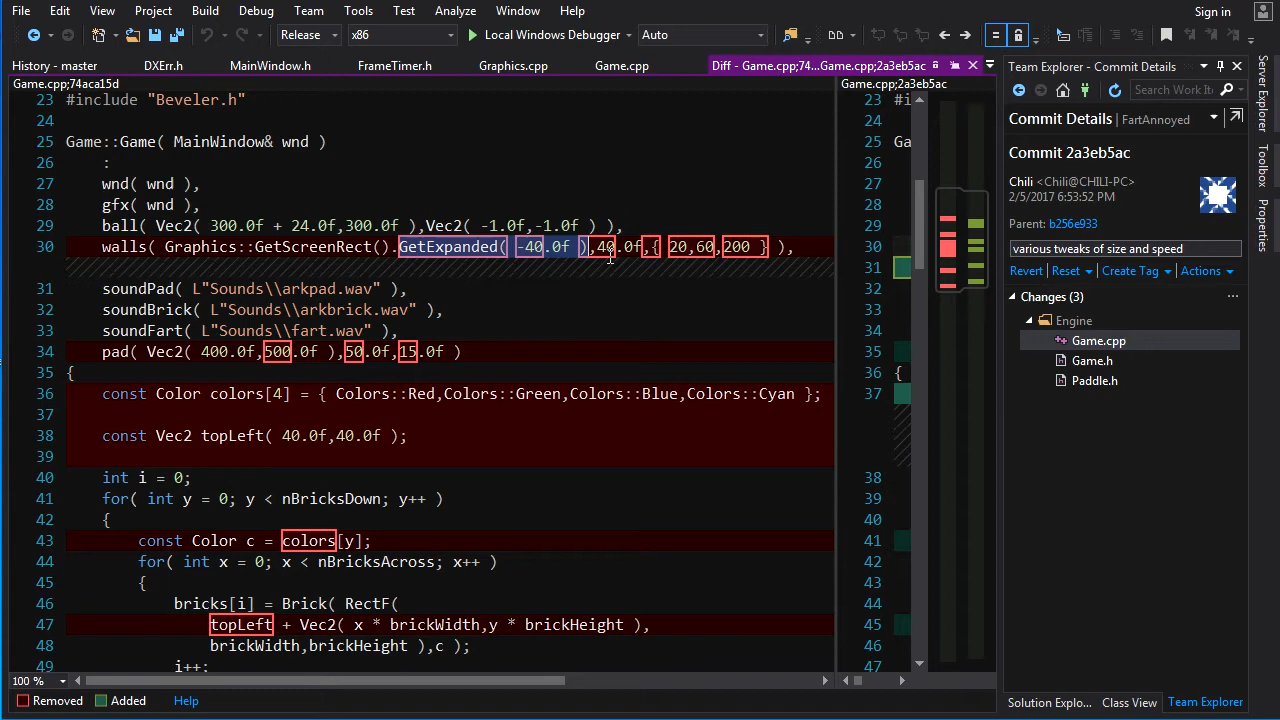 File Edit View Project Build Debug Team Tools Test Analyze Window Help Sign in
Release x86 Local Windows Debugger Auto
History - master DXErr.h MainWindow.h FrameTimer.h Graphics.cpp Game.cpp Diff - Game.cpp;74...Game.cpp;2a3eb5ac
Game.cpp;74aca15d
23 #include "Beveler.h"
24
25 Game::Game( MainWindow& wnd )
26 :
27 wnd( wnd ),
28 gfx( wnd ),
29 ball( Vec2( 300.0f + 24.0f,300.0f ),Vec2( -1.0f,-1.0f ) ),
30 walls( Graphics::GetScreenRect().GetExpanded( -40.0f ),40.0f,{ 20,60,200 } ),
31 soundPad( L"Sounds\\arkpad.wav" ),
32 soundBrick( L"Sounds\\arkbrick.wav" ),
33 soundFart( L"Sounds\\fart.wav" ),
34 pad( Vec2( 400.0f,500.0f ),50.0f,15.0f )
35 {
36 const Color colors[4] = { Colors::Red,Colors::Green,Colors::Blue,Colors::Cyan };
37
38 const Vec2 topLeft( 40.0f,40.0f );
39
40 int i = 0;
41 for( int y = 0; y < nBricksDown; y++ )
42 {
43 const Color c = colors[y];
44 for( int x = 0; x < nBricksAcross; x++ )
45 {
46 bricks[i] = Brick( RectF(
47 topLeft + Vec2( x * brickWidth,y * brickHeight ),
48 brickWidth,brickHeight ),c );
49 i++;
100 %
Removed Added Help
Game.cpp;2a3eb5ac
23 #i
24
25 Ga
26
27
28
29
30
31
32
33
34
35
36 {
37
38
39
40
41
42
43
44
45
46
47
Team Explorer - Commit Details
Search Work Ite
Commit Details | FartAnnoyed
Commit 2a3eb5ac
Chili <Chili@CHILI-PC>
2/5/2017 6:53:52 PM
Parent: b256e933
various tweaks of size and speed
Revert Reset Create Tag Actions
Changes (3) ...
Engine
Game.cpp
Game.h
Paddle.h
Solution Explo... Class View Team Explorer
Server Explorer
Toolbox
Properties